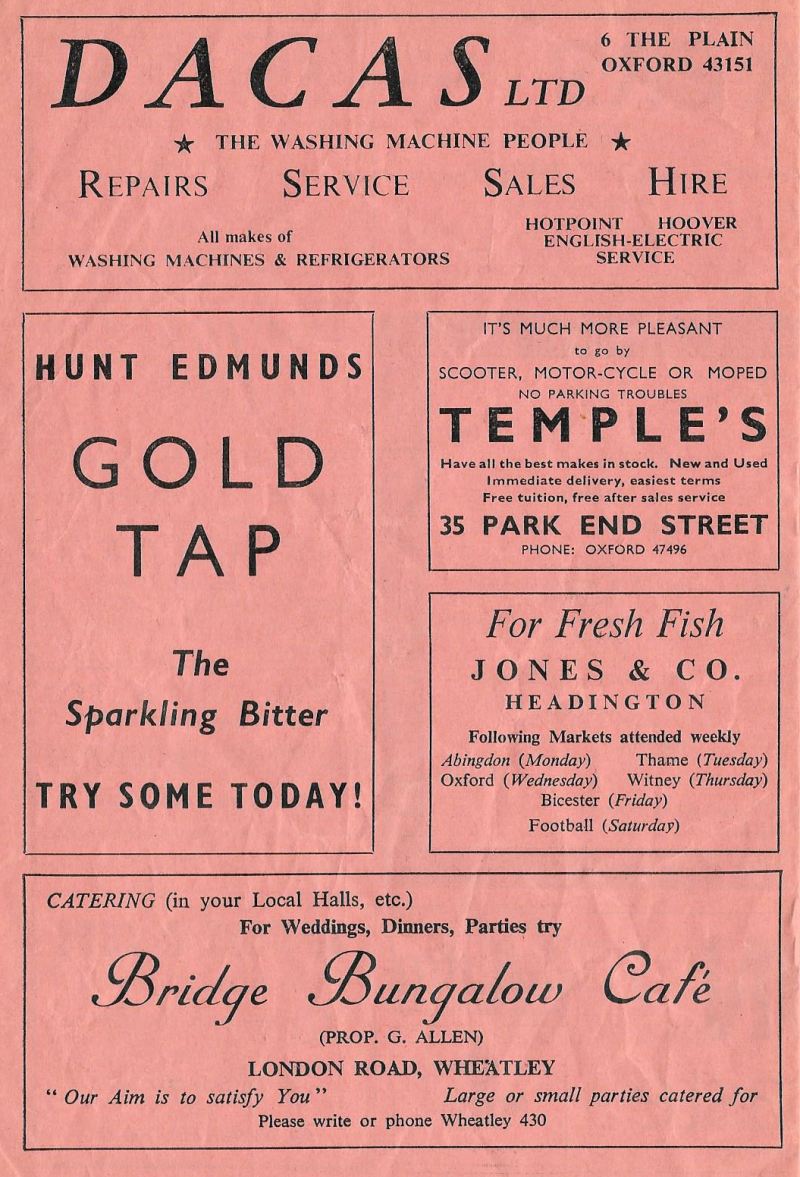 DACAS LTD
6 THE PLAIN
OXFORD 43151
★ THE WASHING MACHINE PEOPLE ★
REPAIRS SERVICE SALES HIRE
All makes of
WASHING MACHINES & REFRIGERATORS
HOTPOINT HOOVER
ENGLISH-ELECTRIC
SERVICE
HUNT EDMUNDS
GOLD
TAP
The
Sparkling Bitter
TRY SOME TODAY!
IT'S MUCH MORE PLEASANT
to go by
SCOOTER, MOTOR-CYCLE OR MOPED
NO PARKING TROUBLES
TEMPLE'S
Have all the best makes in stock. New and Used
Immediate delivery, easiest terms
Free tuition, free after sales service
35 PARK END STREET
PHONE: OXFORD 47496
For Fresh Fish
JONES & CO.
HEADINGTON
Following Markets attended weekly
Abingdon (Monday) Thame (Tuesday)
Oxford (Wednesday) Witney (Thursday)
Bicester (Friday)
Football (Saturday)
CATERING (in your Local Halls, etc.)
For Weddings, Dinners, Parties try
Bridge Bungalow Café
(PROP. G. ALLEN)
LONDON ROAD, WHEATLEY
"Our Aim is to satisfy You" Large or small parties catered for
Please write or phone Wheatley 430